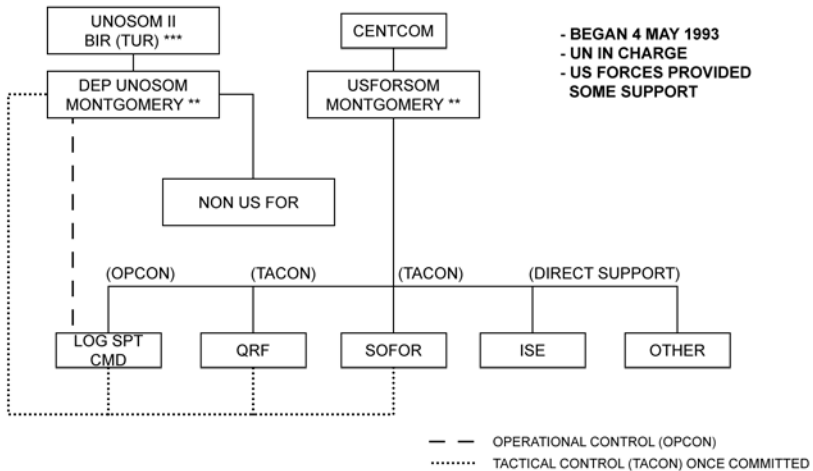 UNOSOM II
BIR (TUR) ***
CENTCOM
- BEGAN 4 MAY 1993
- UN IN CHARGE
- US FORCES PROVIDED
SOME SUPPORT
DEP UNOSOM
MONTGOMERY **
USFORSOM
MONTGOMERY **
NON US FOR
(OPCON)
(TACON)
(TACON)
(DIRECT SUPPORT)
LOG SPT
CMD
QRF
SOFOR
ISE
OTHER
OPERATIONAL CONTROL (OPCON)
TACTICAL CONTROL (TACON) ONCE COMMITTED